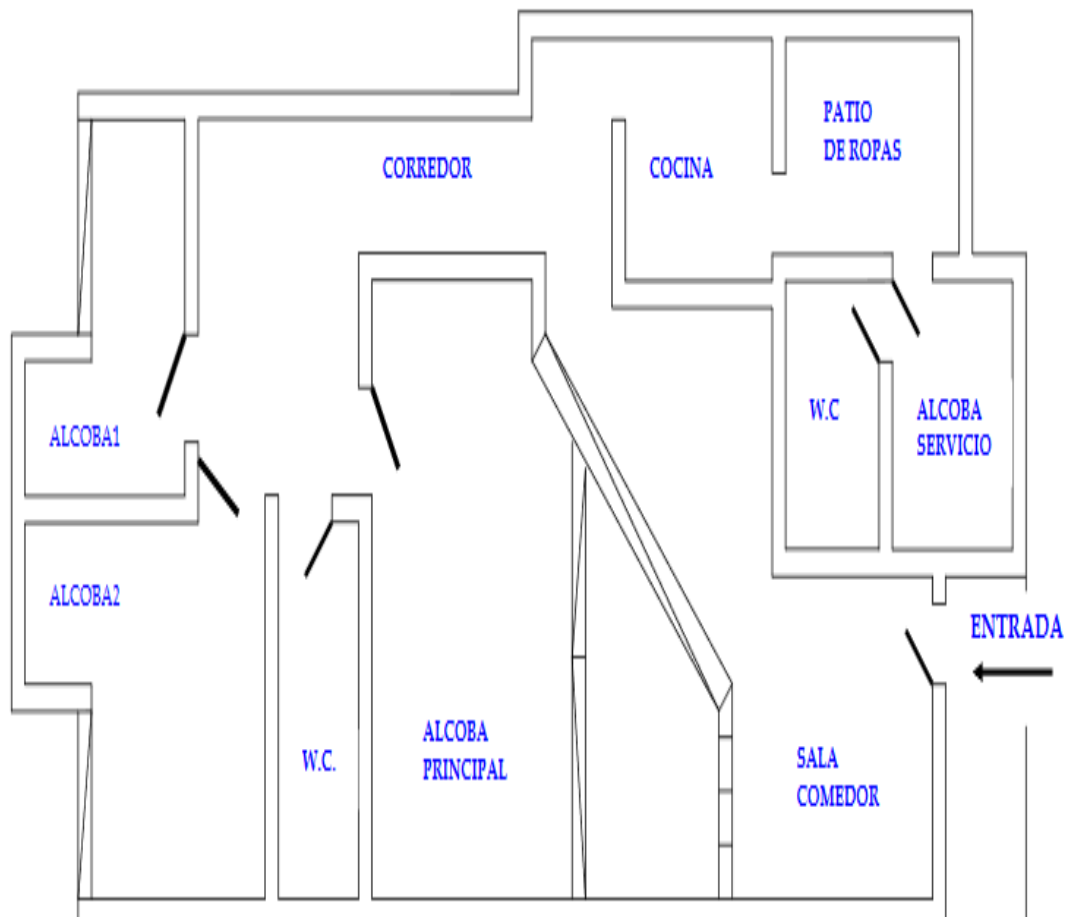 PATIO
DE ROPAS
CORREDOR
COCINA
ALCOBA1
W.C
ALCOBA
SERVICIO
ALCOBA2
ENTRADA
W.C.
ALCOBA
PRINCIPAL
SALA
COMEDOR